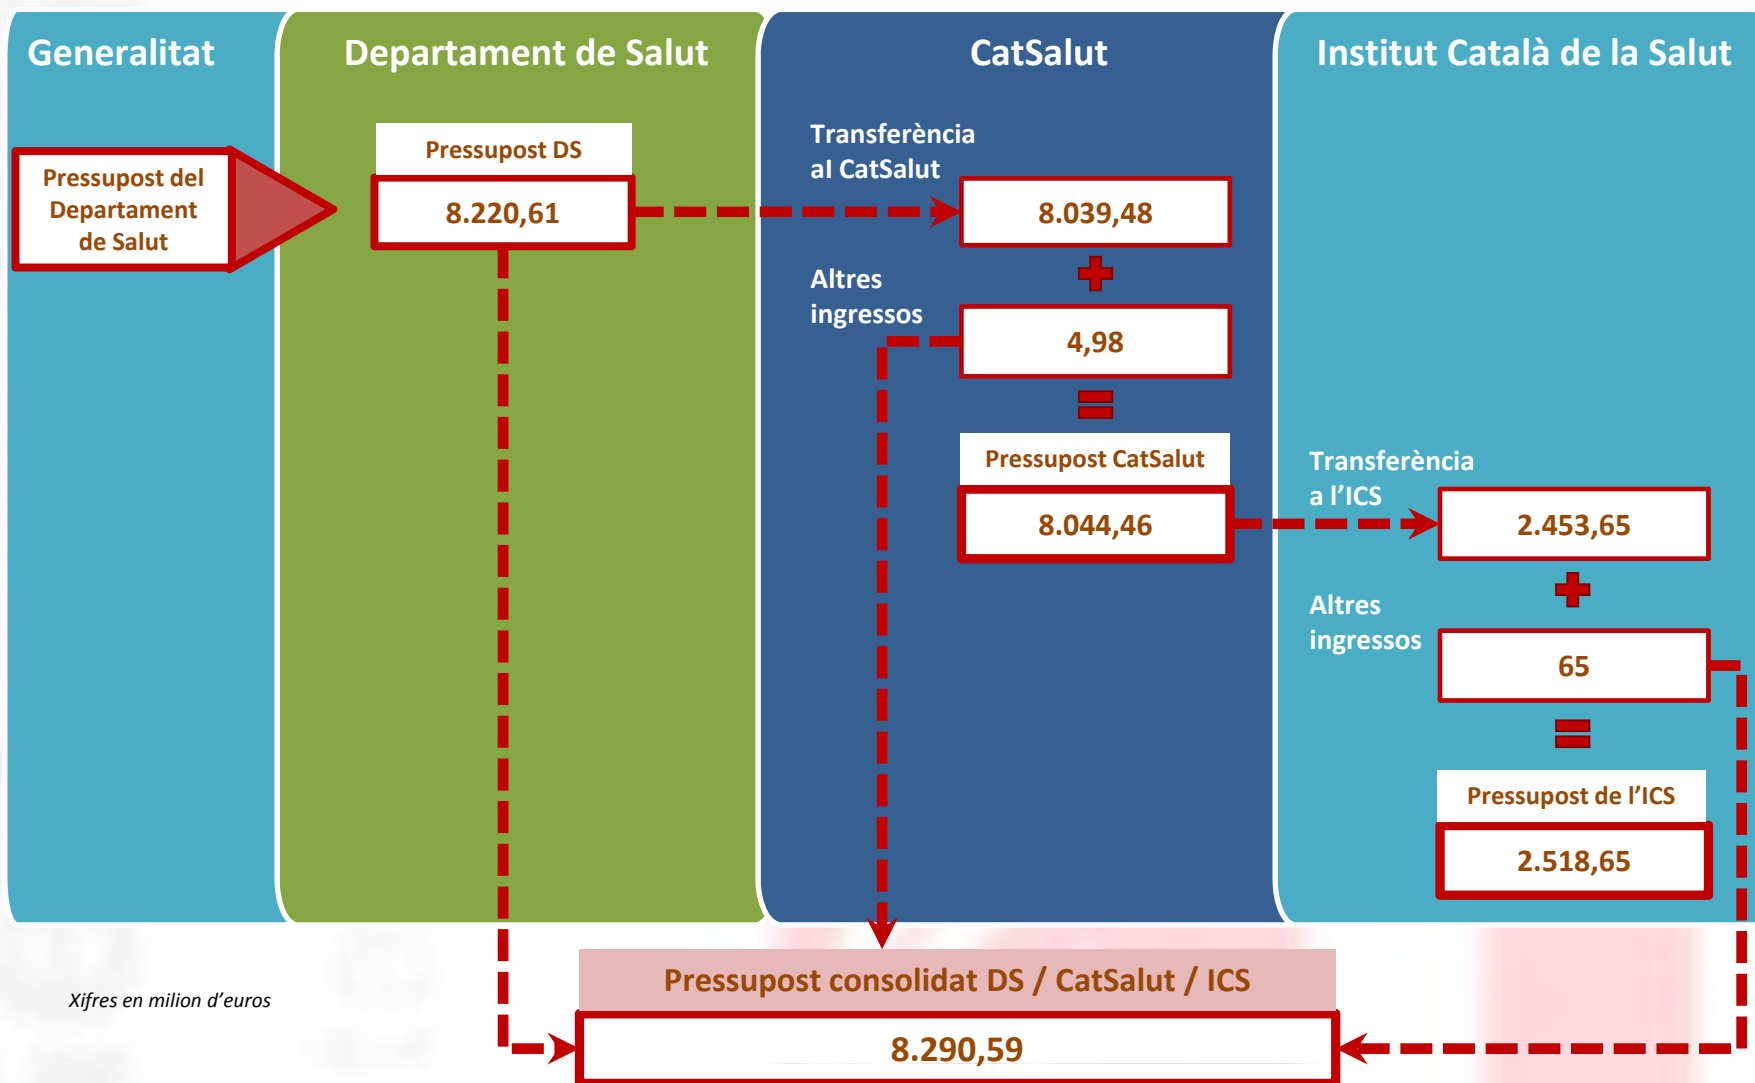 Generalitat
Departament de Salut
CatSalut
Institut Català de la Salut
Pressupost del
Departament
de Salut
Pressupost DS
8.220,61
Transferència
al CatSalut
8.039,48
Altres
ingressos
4,98
Pressupost CatSalut
8.044,46
Transferència
a l’ICS
2.453,65
Altres
ingressos
65
Pressupost de l’ICS
2.518,65
Pressupost consolidat DS / CatSalut / ICS
8.290,59
Xifres en milion d’euros